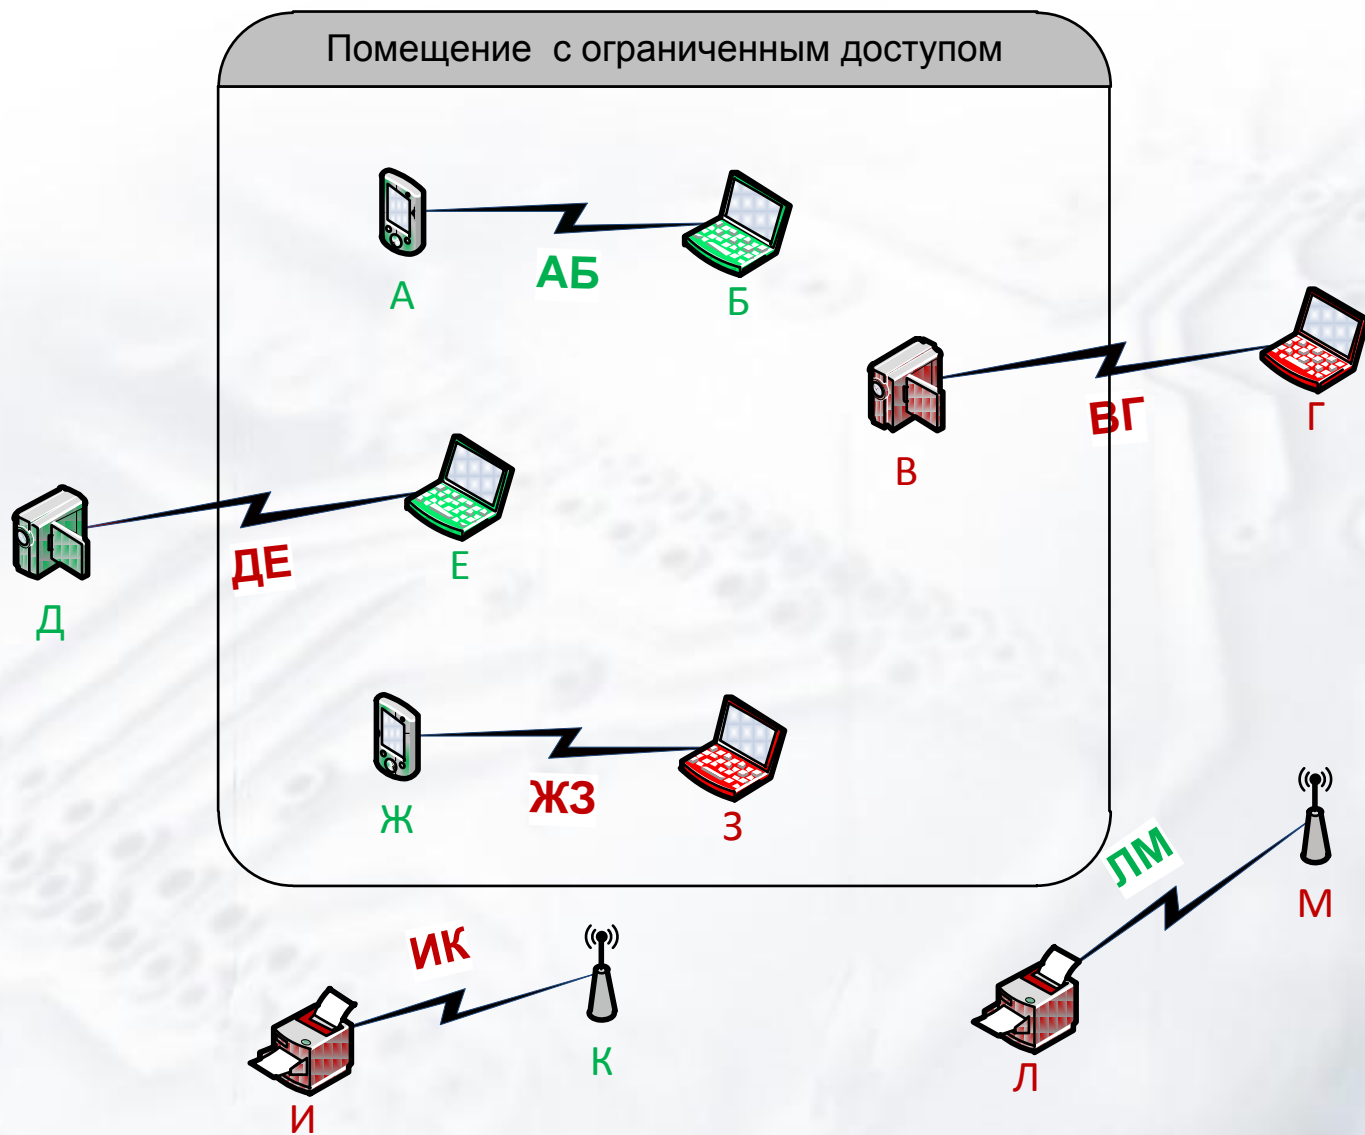 Помещение с ограниченным доступом
А
АБ
Б
В
ВГ
Г
Д
ДЕ
Е
Ж
ЖЗ
З
И
ИК
К
Л
ЛМ
М